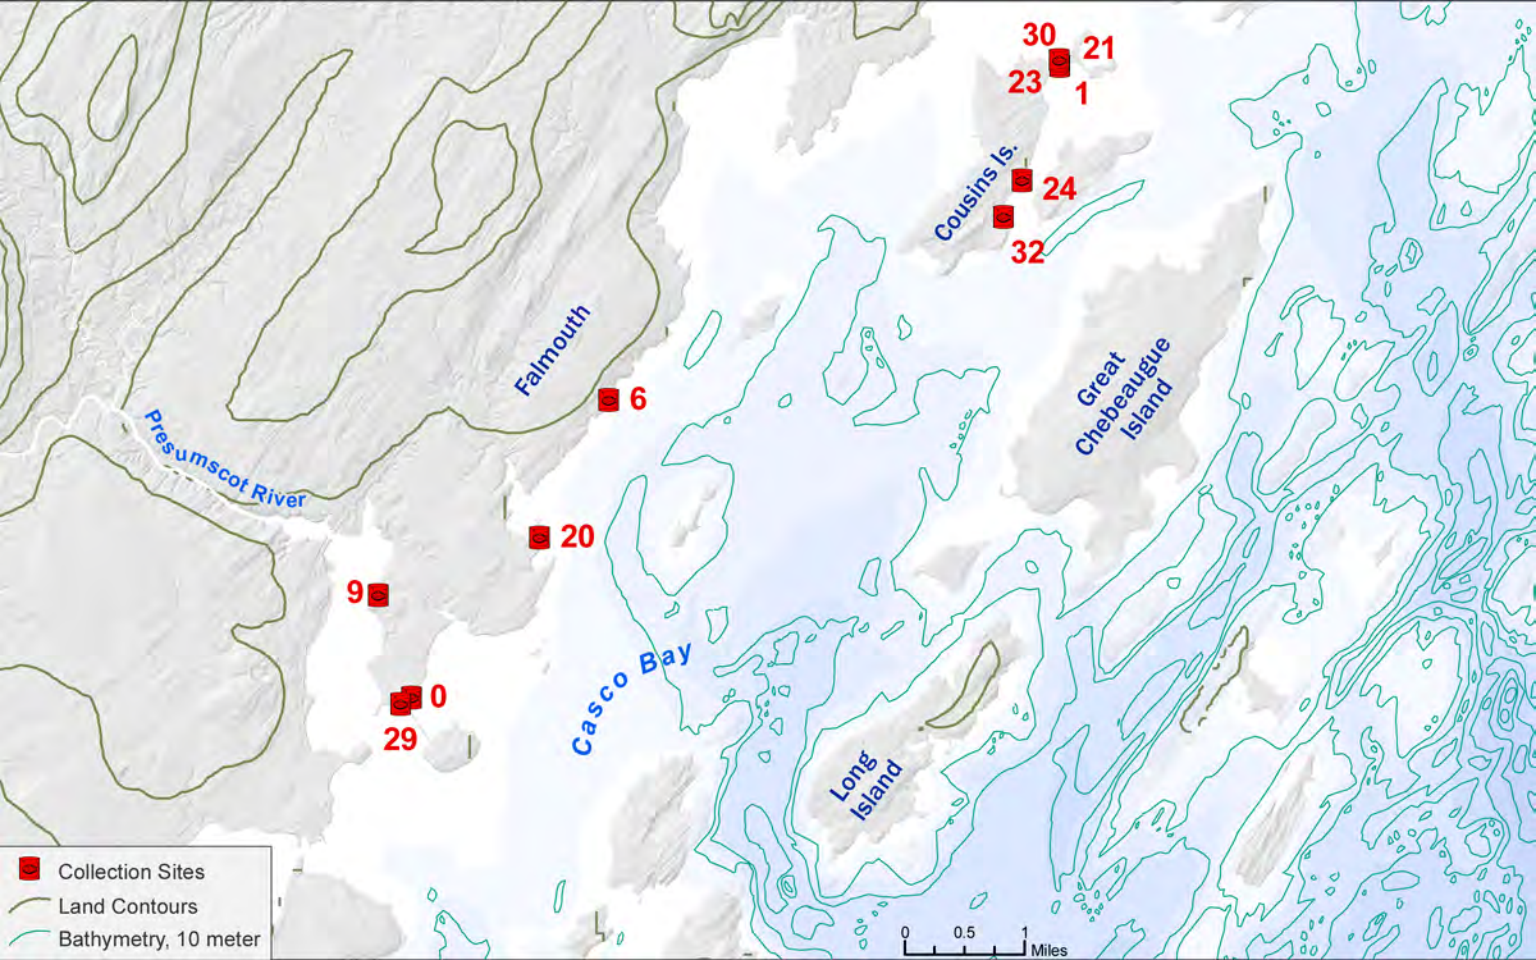 30
21
23
1
Cousins Is.
24
32
Falmouth
Great
Chebeaugue
Island
6
Presumscot River
20
9
Casco Bay
0
29
Long
Island
Collection Sites
Land Contours
Bathymetry, 10 meter
0 0.5 1
Miles